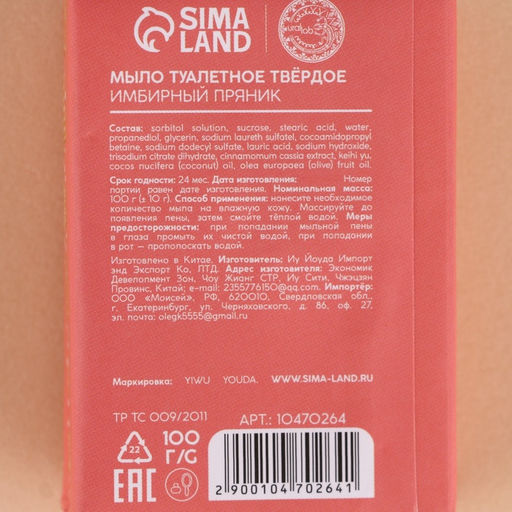 SIMA
LAND
uralab
МЫЛО ТУАЛЕТНОЕ ТВЁРДОЕ
ИМБИРНЫЙ ПРЯНИК
Состав: sorbitol solution, sucrose, stearic acid, water,
propanediol, glycerin, sodium laureth sulfatel, cocoamidopropyl
betaine, sodium dodecyl sulfate, lauric acid, sodium hydroxide,
trisodium citrate dihydrate, cinnamomum cassia extract, keihi yu,
cocos nucifera (coconut) oil, olea europaea (olive) fruit oil.
Срок годности: 24 мес. Дата изготовления: Номер
партии равен дате изготовления. Номинальная масса:
100 г (± 10 г). Способ применения: нанесите необходимое
количество мыла на влажную кожу. Массируйте до
появления пены, затем смойте тёплой водой. Меры
предосторожности: при попадании мыльной пены
в глаза промыть их чистой водой, при попадании
в рот — прополоскать водой.
Изготовлено в Китае. Изготовитель: Иу Йоуда Импорт
энд Экспорт Ко, ЛТД. Адрес изготовителя: Экономик
Девелопмент Зон, Чоу Жианг СТР, Иу Сити, Чжэцзян
Провинс, Китай; e-mail: 2355776150@qq.com. Импортёр:
ООО «Моисей», РФ, 620010, Свердловская обл.,
г. Екатеринбург, ул. Черняховского, д. 86, оф. 27,
эл. почта: olegk5555@gmail.ru
Маркировка: YIWU YOUDA. WWW.SIMA-LAND.RU
ТР ТС 009/2011 АРТ.: 10470264
22
100
Г/G
EAC
2 900104 702641